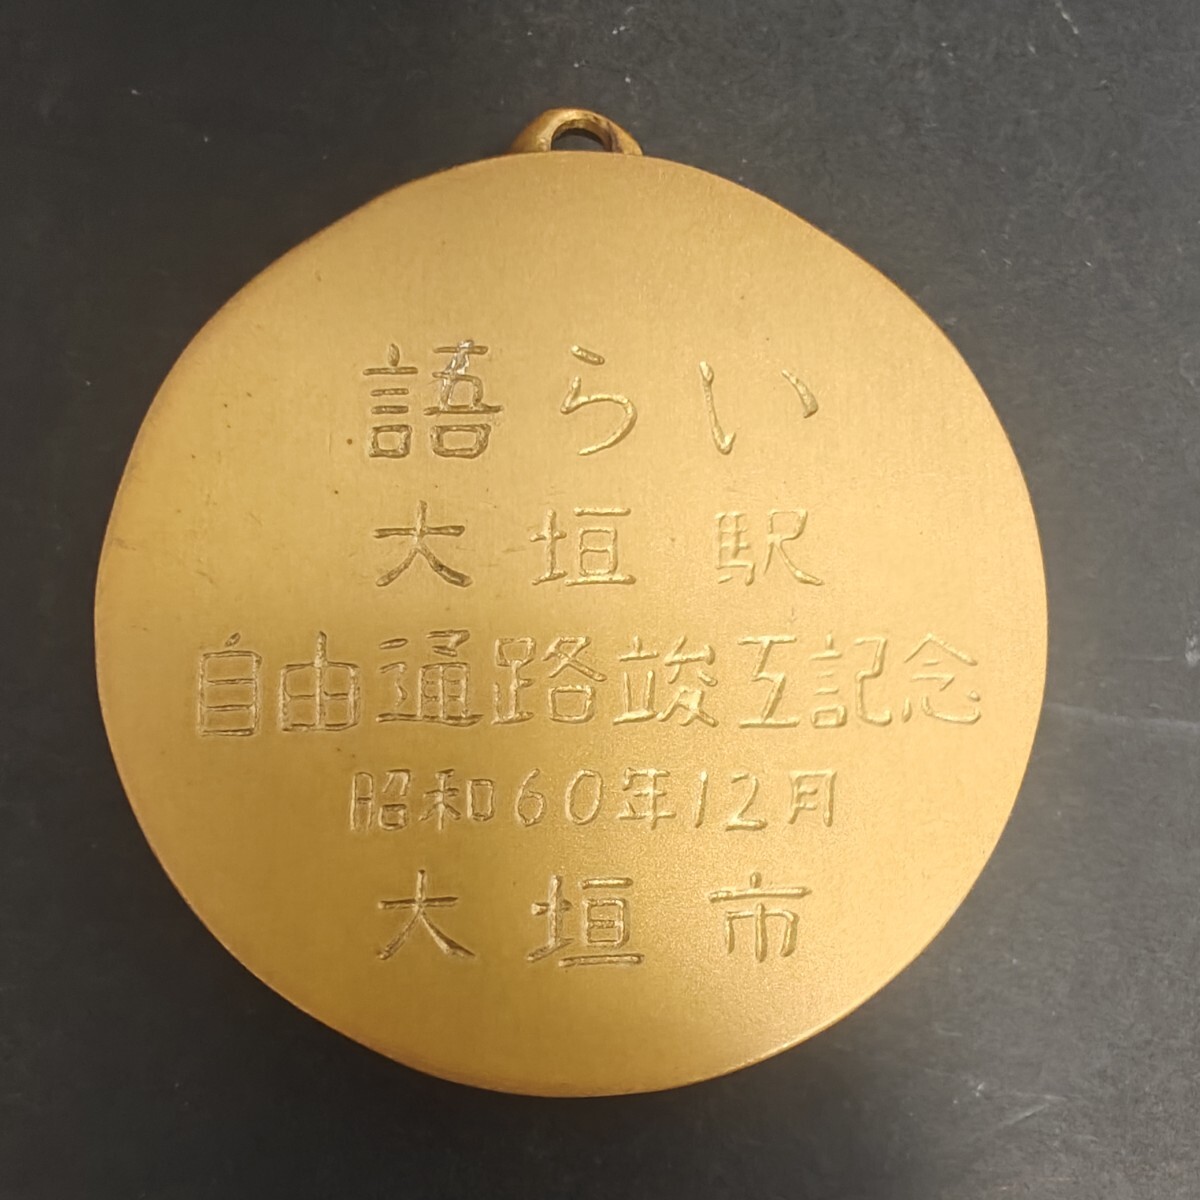 語らい
大垣駅
自由通路竣工記念
昭和60年12月
大垣市